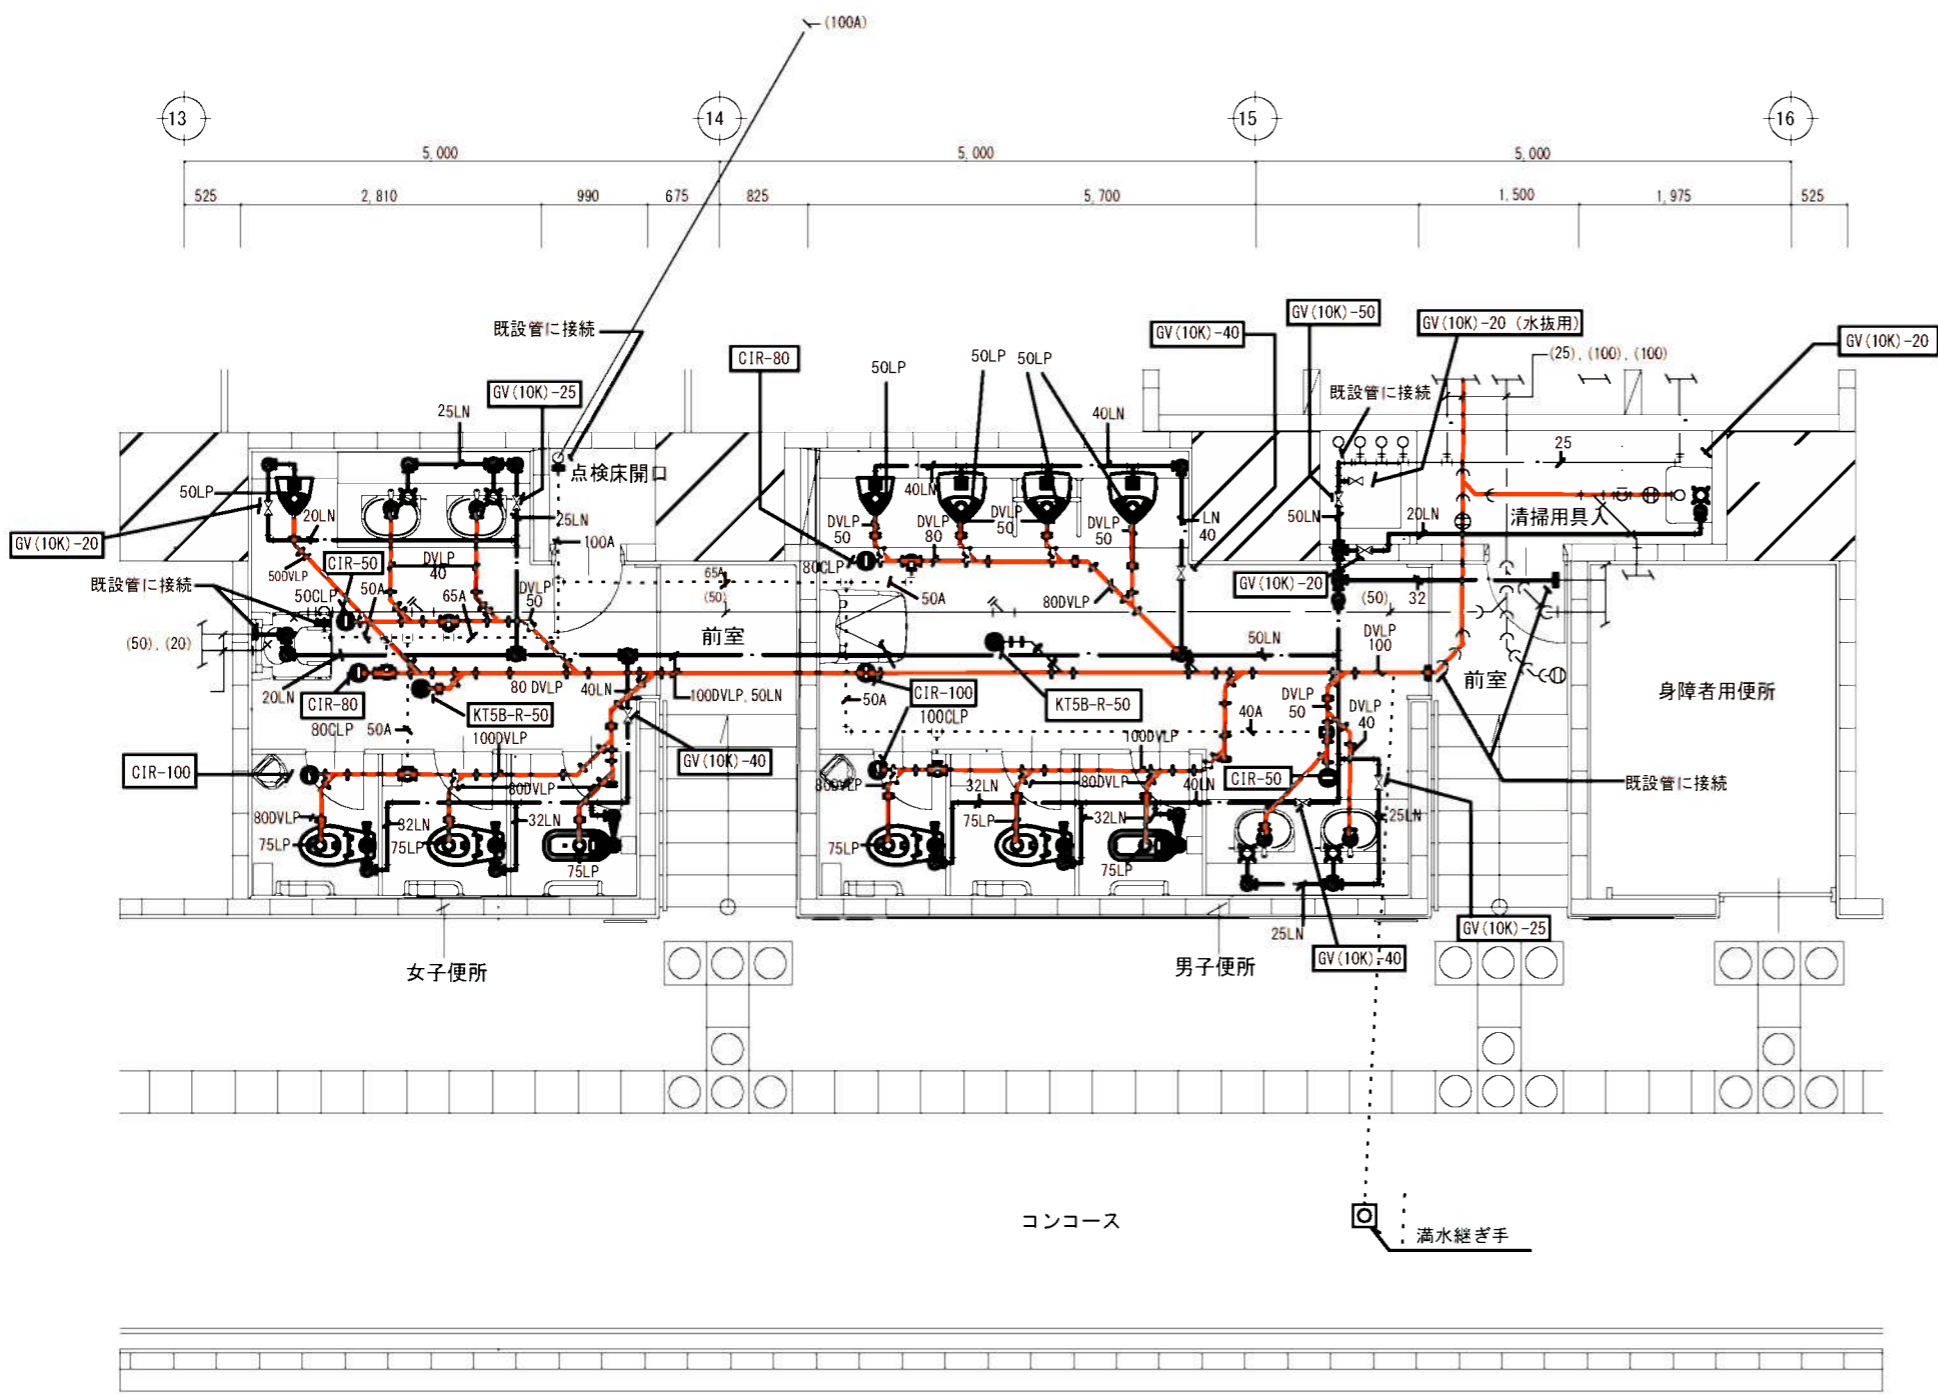 (100A)
13
14
15
16
5,000
5,000
5,000
525
2,810
990
675
825
5,700
1,500
1,975
525
既設管に接続
CIR-80
50LP
50LP
50LP
GV(10K)-40
GV(10K)-50
GV(10K)-20 (水抜用)
GV(10K)-20
(25), (100), (100)
GV(10K)-25
25LN
40LN
既設管に接続
点検床開口
25
50LP
20LN
25LN
40LN
LN
40
50LN
20LN
清掃用具入
GV(10K)-20
100A
DVLP
50
DVLP
80
DVLP
50
DVLP
50
50DVLP
CIR-50
DVLP
40
80CLP
65A
(50)
GV(10K)-20
既設管に接続
50CLP
50A
65A
DVLP
50
50A
80DVLP
(50)
32
(50), (20)
前室
50LN
DVLP
100
20LN
CIR-80
80 DVLP
40LN
100DVLP, 50LN
CIR-100
KT5B-R-50
KT5B-R-50
前室
身障者用便所
80CLP
50A
50A
100CLP
40A
DVLP
50
DVLP
40
CIR-100
100DVLP
GV(10K)-40
100DVLP
CIR-50
既設管に接続
80DVLP
80DVLP
32LN
80DVLP
40LN
80DVLP
32LN
32LN
75LP
32LN
25LN
75LP
75LP
75LP
75LP
75LP
25LN
GV(10K)-25
GV(10K)-40
女子便所
男子便所
コンコース
満水継ぎ手